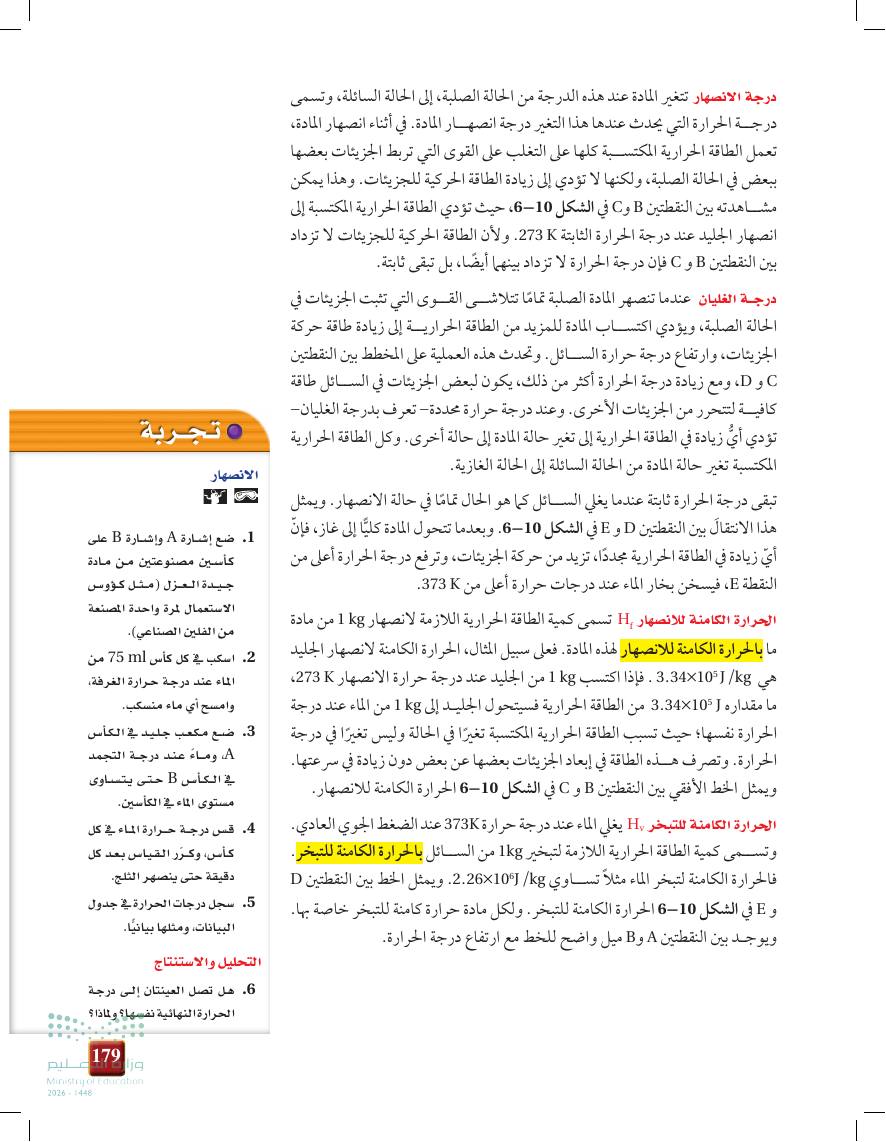 درجة الانصهار تتغير المادة عند هذه الدرجة من الحالة الصلبة، إلى الحالة السائلة، وتسمى
درجة الحرارة التي يحدث عندها هذا التغير درجة انصهار المادة. في أثناء انصهار المادة،
تعمل الطاقة الحرارية المكتسبة كلها على التغلب على القوى التي تربط الجزيئات بعضها
ببعض في الحالة الصلبة، ولكنها لا تؤدي إلى زيادة الطاقة الحركية للجزيئات. وهذا يمكن
مشاهدته بين النقطتين B وC في الشكل 10–6، حيث تؤدي الطاقة الحرارية المكتسبة إلى
انصهار الجليد عند درجة الحرارة الثابتة 273 K. ولأن الطاقة الحركية للجزيئات لا تزداد
بين النقطتين B و C فإن درجة الحرارة لا تزداد بينهما أيضًا، بل تبقى ثابتة.
درجة الغليان عندما تنصهر المادة الصلبة تمامًا تتلاشى القوى التي تثبت الجزيئات في
الحالة الصلبة، ويؤدي اكتساب المادة للمزيد من الطاقة الحرارية إلى زيادة طاقة حركة
الجزيئات، وارتفاع درجة حرارة السائل. وتحدث هذه العملية على المخطط بين النقطتين
C و D، ومع زيادة درجة الحرارة أكثر من ذلك، يكون لبعض الجزيئات في السائل طاقة
كافية لتتحرر من الجزيئات الأخرى. وعند درجة حرارة محددة– تعرف بدرجة الغليان–
تؤدي أيُّ زيادة في الطاقة الحرارية إلى تغير حالة المادة إلى حالة أخرى. وكل الطاقة الحرارية
المكتسبة تغير حالة المادة من الحالة السائلة إلى الحالة الغازية.
تبقى درجة الحرارة ثابتة عندما يغلي السائل كما هو الحال تمامًا في حالة الانصهار. ويمثل
هذا الانتقالَ بين النقطتين D و E في الشكل 10–6. وبعدما تتحول المادة كليًّا إلى غاز، فإنّ
أيّ زيادة في الطاقة الحرارية مجددًا، تزيد من حركة الجزيئات، وترفع درجة الحرارة أعلى من
النقطة E، فيسخن بخار الماء عند درجات حرارة أعلى من 373 K.
الحرارة الكامنة للانصهار Hf تسمى كمية الطاقة الحرارية اللازمة لانصهار 1 kg من مادة
ما بالحرارة الكامنة للانصهار لهذه المادة. فعلى سبيل المثال، الحرارة الكامنة لانصهار الجليد
هي 3.34×10⁵ J /kg . فإذا اكتسب 1 kg من الجليد عند درجة حرارة الانصهار 273 K،
ما مقداره 3.34×10⁵ J من الطاقة الحرارية فسيتحول الجليد إلى 1 kg من الماء عند درجة
الحرارة نفسها؛ حيث تسبب الطاقة الحرارية المكتسبة تغيرًا في الحالة وليس تغيرًا في درجة
الحرارة. وتصرف هذه الطاقة في إبعاد الجزيئات بعضها عن بعض دون زيادة في سرعتها.
ويمثل الخط الأفقي بين النقطتين B و C في الشكل 10–6 الحرارة الكامنة للانصهار.
الحرارة الكامنة للتبخر Hv يغلي الماء عند درجة حرارة 373K عند الضغط الجوي العادي.
وتسمى كمية الطاقة الحرارية اللازمة لتبخير 1kg من السائل بالحرارة الكامنة للتبخر.
فالحرارة الكامنة لتبخر الماء مثلاً تساوي 2.26×10⁶J /kg. ويمثل الخط بين النقطتين D
و E في الشكل 10–6 الحرارة الكامنة للتبخر. ولكل مادة حرارة كامنة للتبخر خاصة بها.
ويوجد بين النقطتين A وB ميل واضح للخط مع ارتفاع درجة الحرارة.
تجربة
الانصهار
1. ضع إشارة A وإشارة B على
كأسين مصنوعتين من مادة
جيدة العزل (مثل كؤوس
الاستعمال لمرة واحدة المصنعة
من الفلين الصناعي).
2. اسكب في كل كأس 75 ml من
الماء عند درجة حرارة الغرفة،
وامسح أي ماء منسكب.
3. ضع مكعب جليد في الكأس
A، وماءً عند درجة التجمد
في الكأس B حتى يتساوى
مستوى الماء في الكأسين.
4. قس درجة حرارة الماء في كل
كأس، وكرّر القياس بعد كل
دقيقة حتى ينصهر الثلج.
5. سجل درجات الحرارة في جدول
البيانات، ومثلها بيانيًّا.
التحليل والاستنتاج
6. هل تصل العينتان إلى درجة
الحرارة النهائية نفسها؟ ولماذا؟
179
وزارة التعليم
Ministry of Education
2026 - 1448